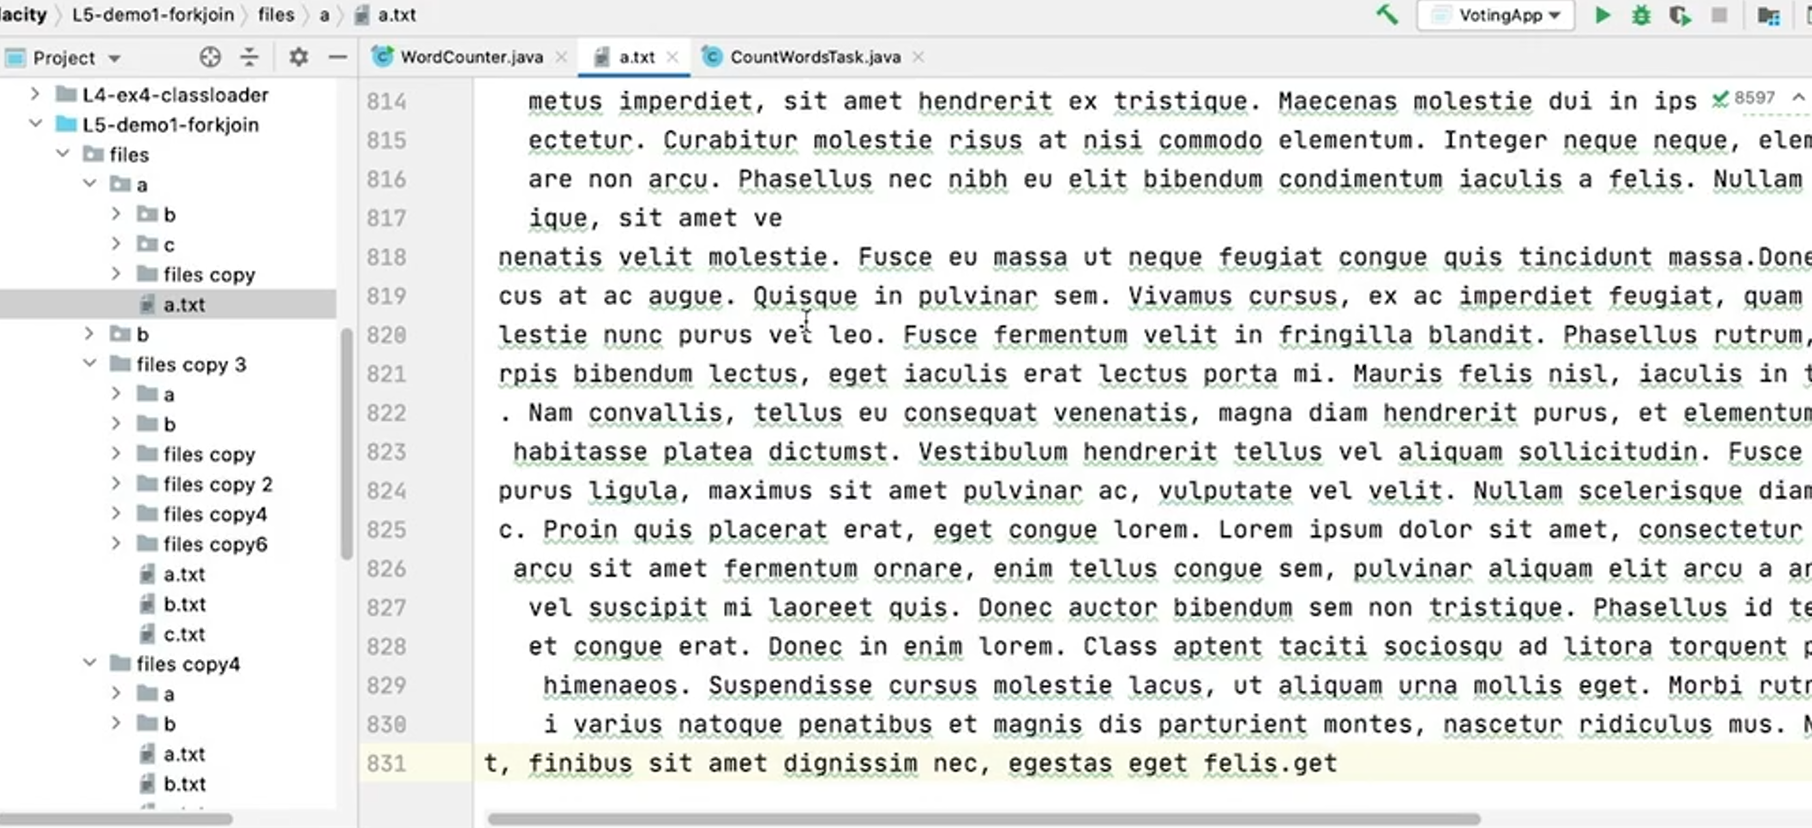 lacity › L5-demo1-forkjoin › files › a › a.txt
VotingApp
Project
WordCounter.java
a.txt
CountWordsTask.java
L4-ex4-classloader
L5-demo1-forkjoin
files
a
b
c
files copy
a.txt
b
files copy 3
a
b
files copy
files copy 2
files copy4
files copy6
a.txt
b.txt
c.txt
files copy4
a
b
a.txt
b.txt
8597
814 metus imperdiet, sit amet hendrerit ex tristique. Maecenas molestie dui in ips
815 ectetur. Curabitur molestie risus at nisi commodo elementum. Integer neque neque, elem
816 are non arcu. Phasellus nec nibh eu elit bibendum condimentum iaculis a felis. Nullam
817 ique, sit amet ve
818 nenatis velit molestie. Fusce eu massa ut neque feugiat congue quis tincidunt massa.Done
819 cus at ac augue. Quisque in pulvinar sem. Vivamus cursus, ex ac imperdiet feugiat, quam
820 lestie nunc purus vel leo. Fusce fermentum velit in fringilla blandit. Phasellus rutrum,
821 rpis bibendum lectus, eget iaculis erat lectus porta mi. Mauris felis nisl, iaculis in t
822 . Nam convallis, tellus eu consequat venenatis, magna diam hendrerit purus, et elementum
823 habitasse platea dictumst. Vestibulum hendrerit tellus vel aliquam sollicitudin. Fusce
824 purus ligula, maximus sit amet pulvinar ac, vulputate vel velit. Nullam scelerisque diam
825 c. Proin quis placerat erat, eget congue lorem. Lorem ipsum dolor sit amet, consectetur
826 arcu sit amet fermentum ornare, enim tellus congue sem, pulvinar aliquam elit arcu a ar
827 vel suscipit mi laoreet quis. Donec auctor bibendum sem non tristique. Phasellus id te
828 et congue erat. Donec in enim lorem. Class aptent taciti sociosqu ad litora torquent p
829 himenaeos. Suspendisse cursus molestie lacus, ut aliquam urna mollis eget. Morbi rutr
830 i varius natoque penatibus et magnis dis parturient montes, nascetur ridiculus mus. N
831 t, finibus sit amet dignissim nec, egestas eget felis.get